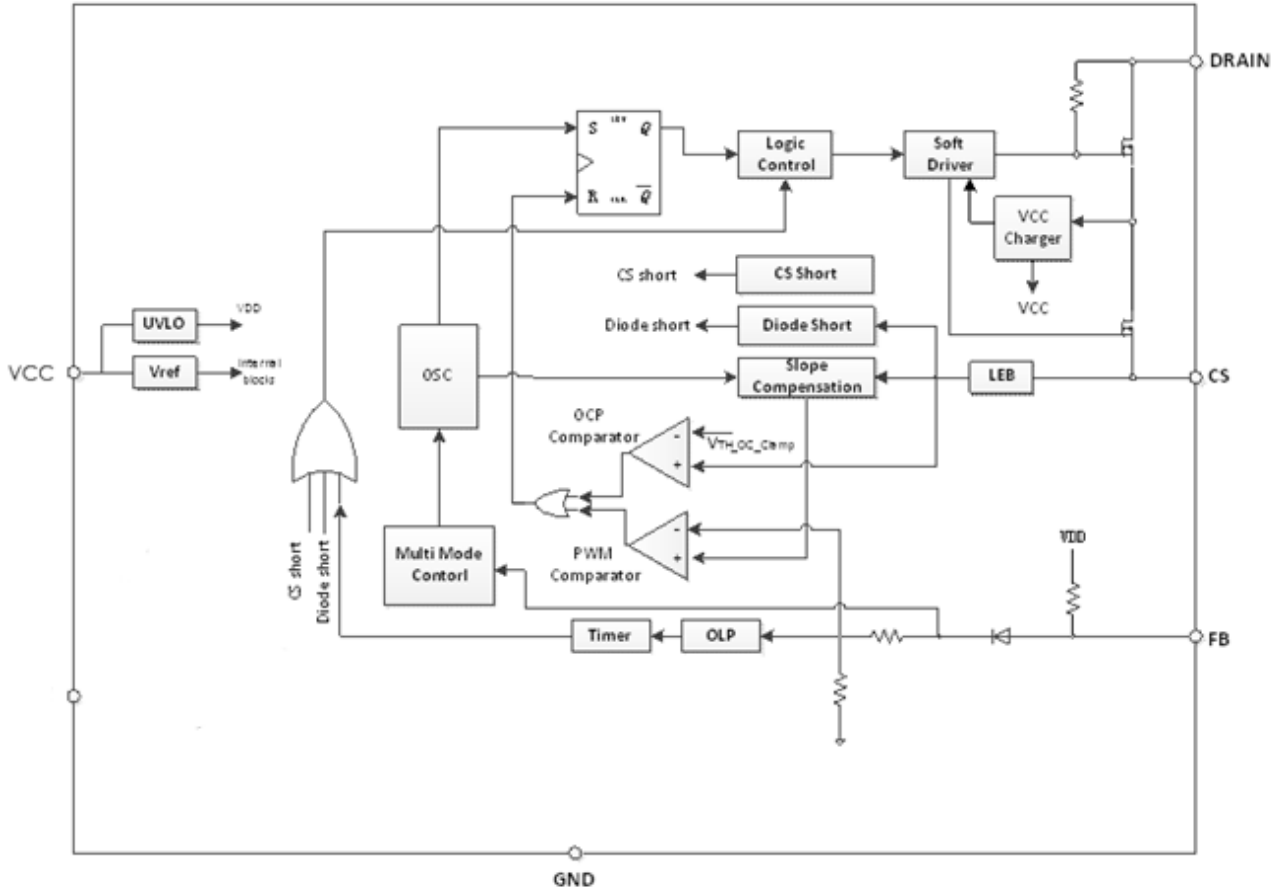 DRAIN
S
Q
Logic
Control
Soft
Driver
R
Q
VCC
Charger
CS short
CS Short
VCC
UVLO
VDD
Diode short
Diode Short
VCC
Vref
Internal
blocks
OSC
Slope
Compensation
LEB
CS
OCP
Comparator
-
VTH_OC_Clamp
+
CS short
Diode short
Multi Mode
Contorl
PWM
Comparator
-
+
VDD
Timer
OLP
FB
GND